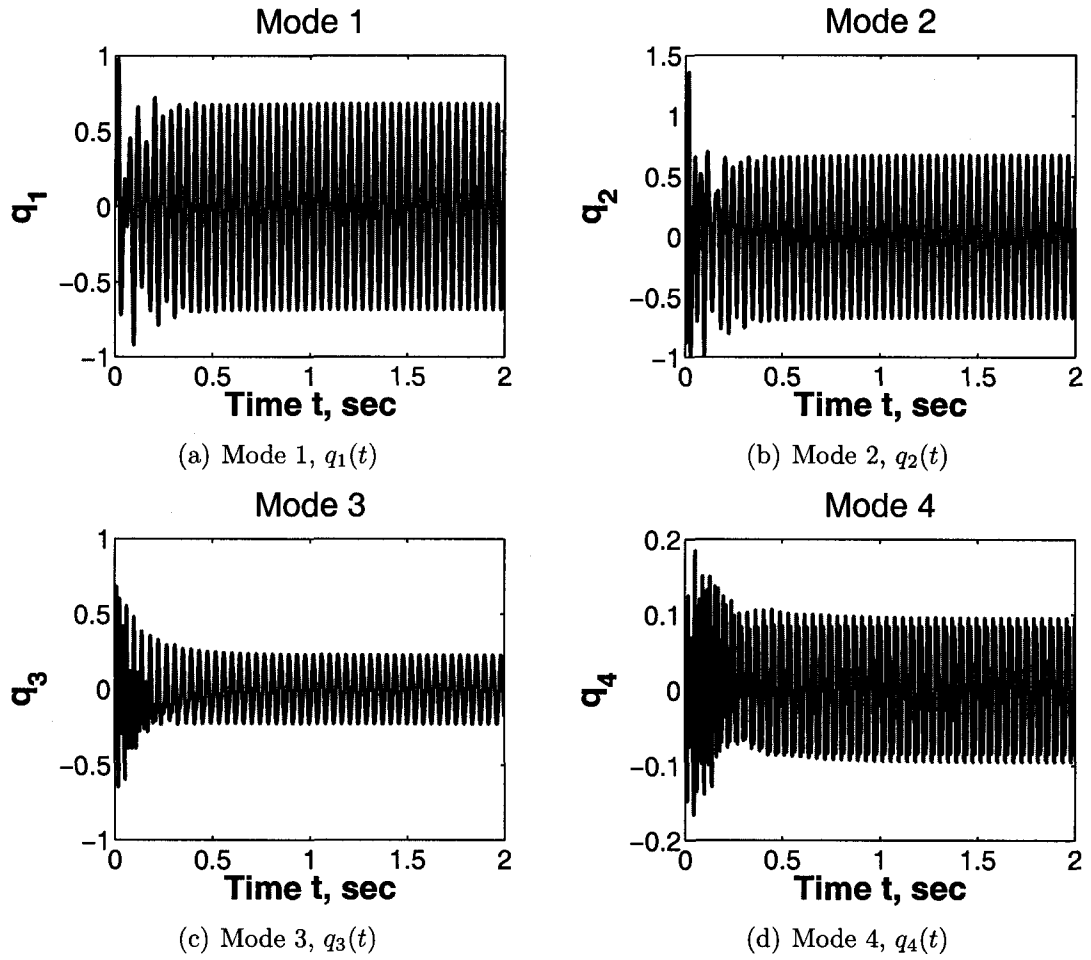 Mode 1
1
0.5
0
−0.5
−1
q1
0 0.5 1 1.5 2
Time t, sec
(a) Mode 1, q1(t)
Mode 2
1.5
1
0.5
0
−0.5
−1
q2
0 0.5 1 1.5 2
Time t, sec
(b) Mode 2, q2(t)
Mode 3
1
0.5
0
−0.5
−1
q3
0 0.5 1 1.5 2
Time t, sec
(c) Mode 3, q3(t)
Mode 4
0.2
0.1
0
−0.1
−0.2
q4
0 0.5 1 1.5 2
Time t, sec
(d) Mode 4, q4(t)